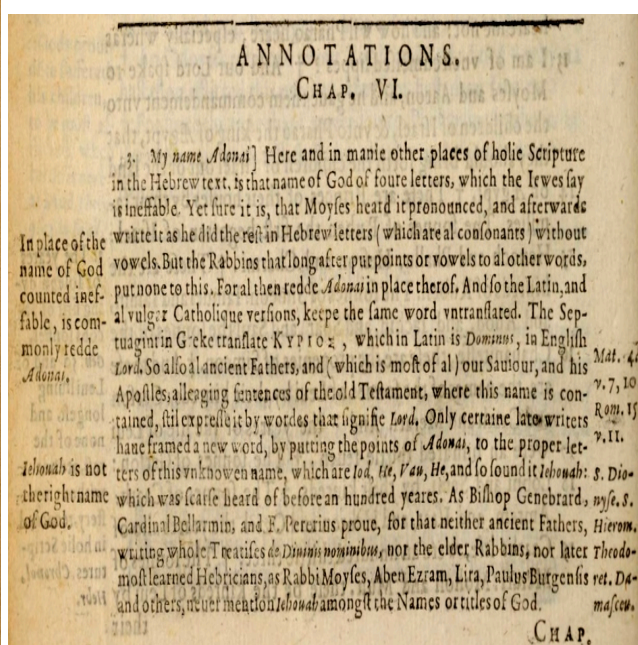 ANNOTATIONS.
CHAP. VI.
3. My name Adonai] Here and in manie other places of holie Scripture
in the Hebrew text, is that name of God of foure letters, which the Iewes ſay
is ineffable. Yet ſure it is, that Moyſes heard it pronounced, and afterwards
writte it as he did the reſt in Hebrew letters (which are al conſonants) without
vowels. But the Rabbins that long after put points or vowels to al other words,
put none to this. For al then redde Adonai in place therof. And ſo the Latin, and
al vulgar Catholique verſions, keepe the ſame word vntranſlated. The Sep-
tuagint in Greke tranſlate ΚΥΡΙΟΣ, which in Latin is Dominus, in Engliſh
Lord. So alſo al ancient Fathers, and (which is moſt of al) our Sauiour, and his
Apoſtles, alleaging ſentences of the old Teſtament, where this name is con-
tained, ſtil expreſſe it by wordes that ſignifie Lord. Only certaine late writers
haue framed a new word, by putting the points of Adonai, to the proper let-
ters of this vnknowen name, which are Iod, He, Vau, He, and ſo ſound it Iehouah:
which was ſcarſe heard of before an hundred yeares. As Biſhop Genebrard,
Cardinal Bellarmin, and F. Pererius proue, for that neither ancient Fathers,
writing whole Treatiſes de Diuinis nominibus, nor the elder Rabbins, nor later
moſt learned Hebricians, as Rabbi Moyſes, Aben Ezram, Lira, Paulus Burgenſis
and others, neuer mention Iehouah amongſt the Names or titles of God.
CHAP.
In place of the
name of God
counted inef-
fable, is com-
monly redde
Adonai.
Iehouah is not
the right name
of God.
Mat. 4.
v. 7, 10
Rom. 15
v. 11.
S. Dio-
nyſe. S.
Hierom.
Theodo-
ret. Da-
maſcen.